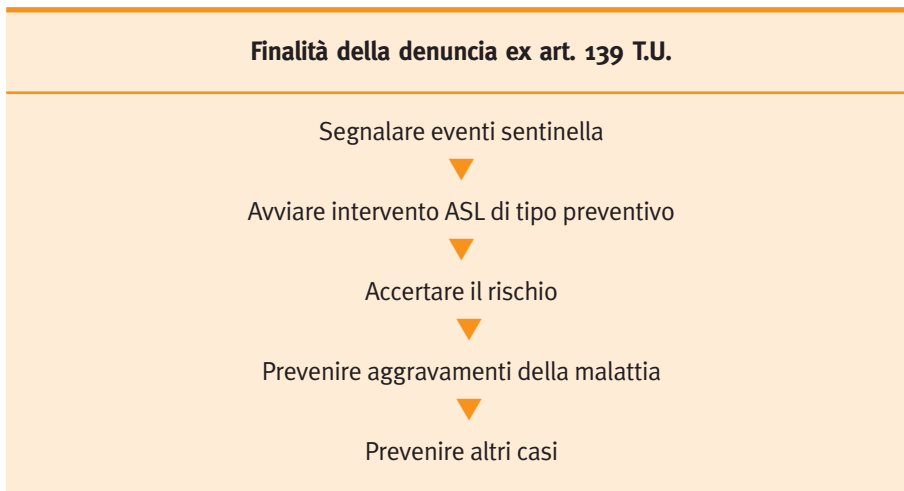 Finalità della denuncia ex art. 139 T.U.
Segnalare eventi sentinella
Avviare intervento ASL di tipo preventivo
Accertare il rischio
Prevenire aggravamenti della malattia
Prevenire altri casi